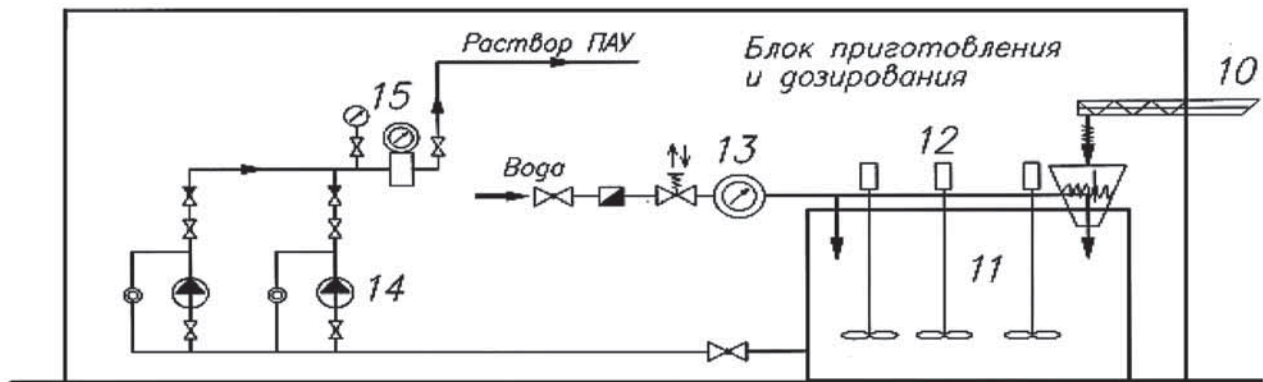 Раствор ПАУ
Блок приготовления
и дозирования
10
15
12
13
Вода
11
14